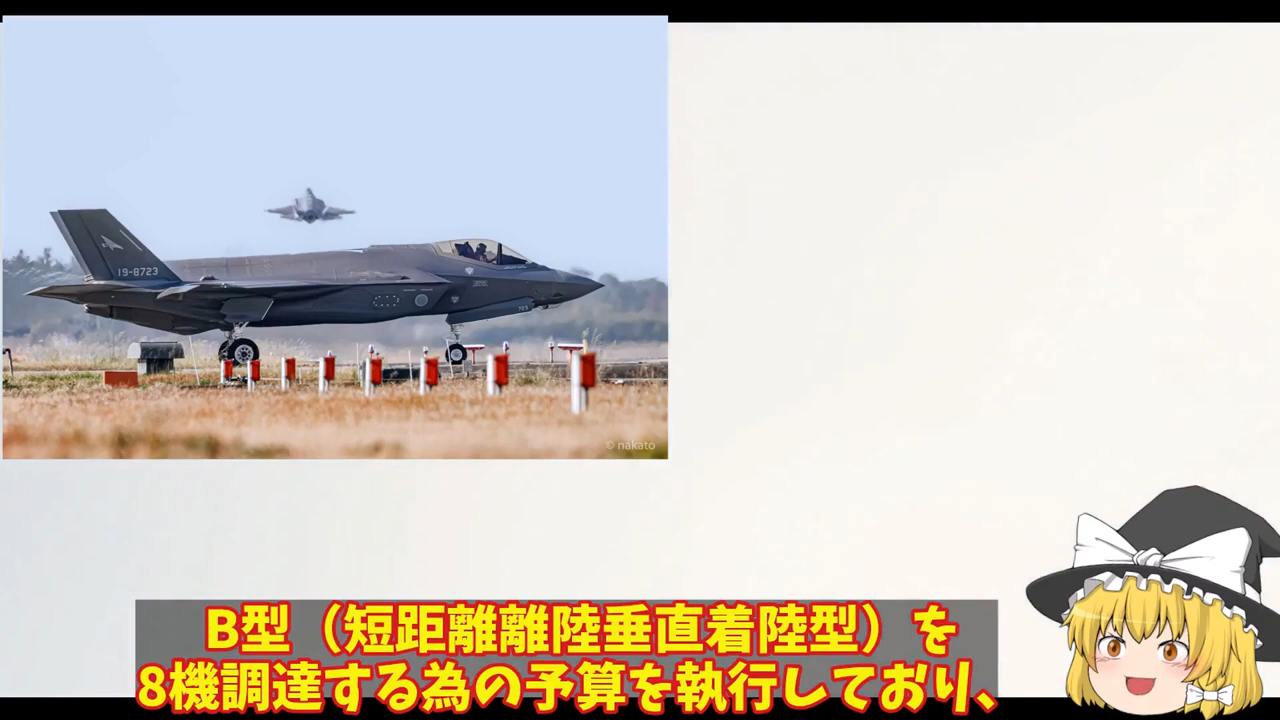 19-8723
723
© nakato
B型（短距離離陸垂直着陸型）を
8機調達する為の予算を執行しており、